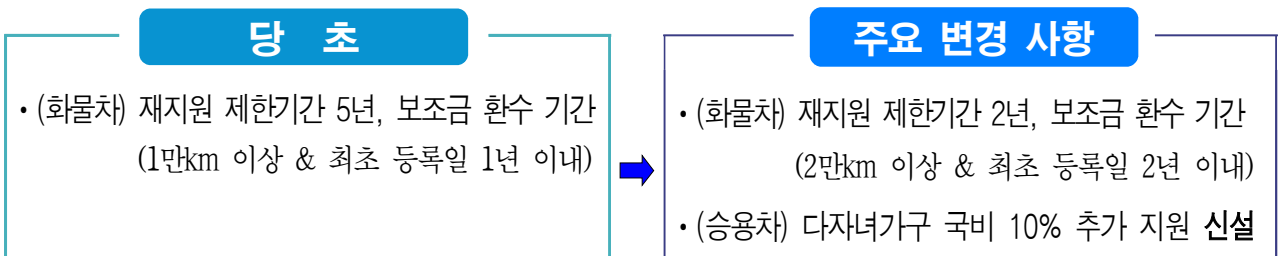 당 초
• (화물차) 재지원 제한기간 5년, 보조금 환수 기간
(1만km 이상 & 최초 등록일 1년 이내)
주요 변경 사항
• (화물차) 재지원 제한기간 2년, 보조금 환수 기간
(2만km 이상 & 최초 등록일 2년 이내)
• (승용차) 다자녀가구 국비 10% 추가 지원 신설